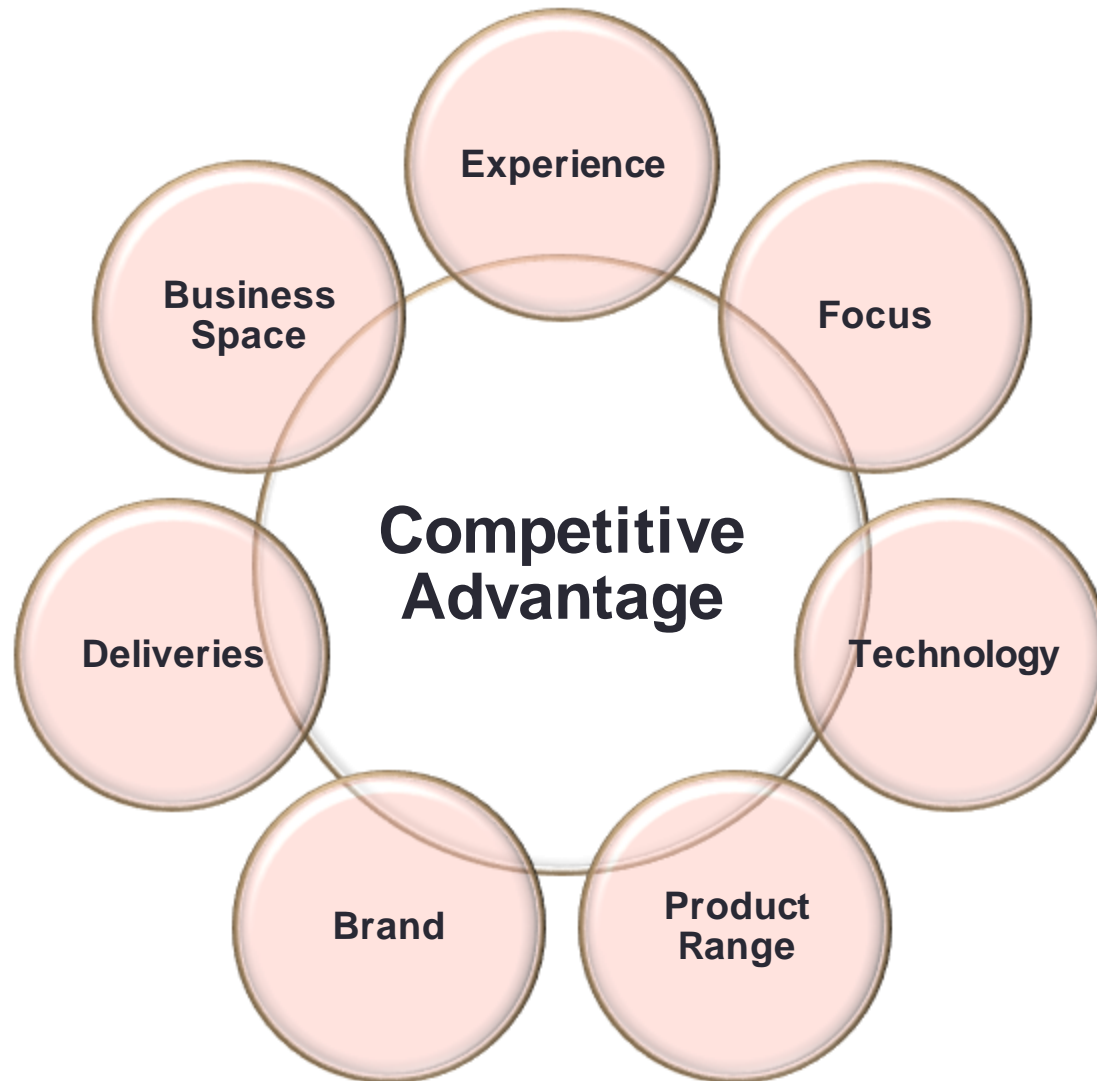 Experience
Business
Space
Focus
Competitive
Advantage
Deliveries
Technology
Brand
Product
Range